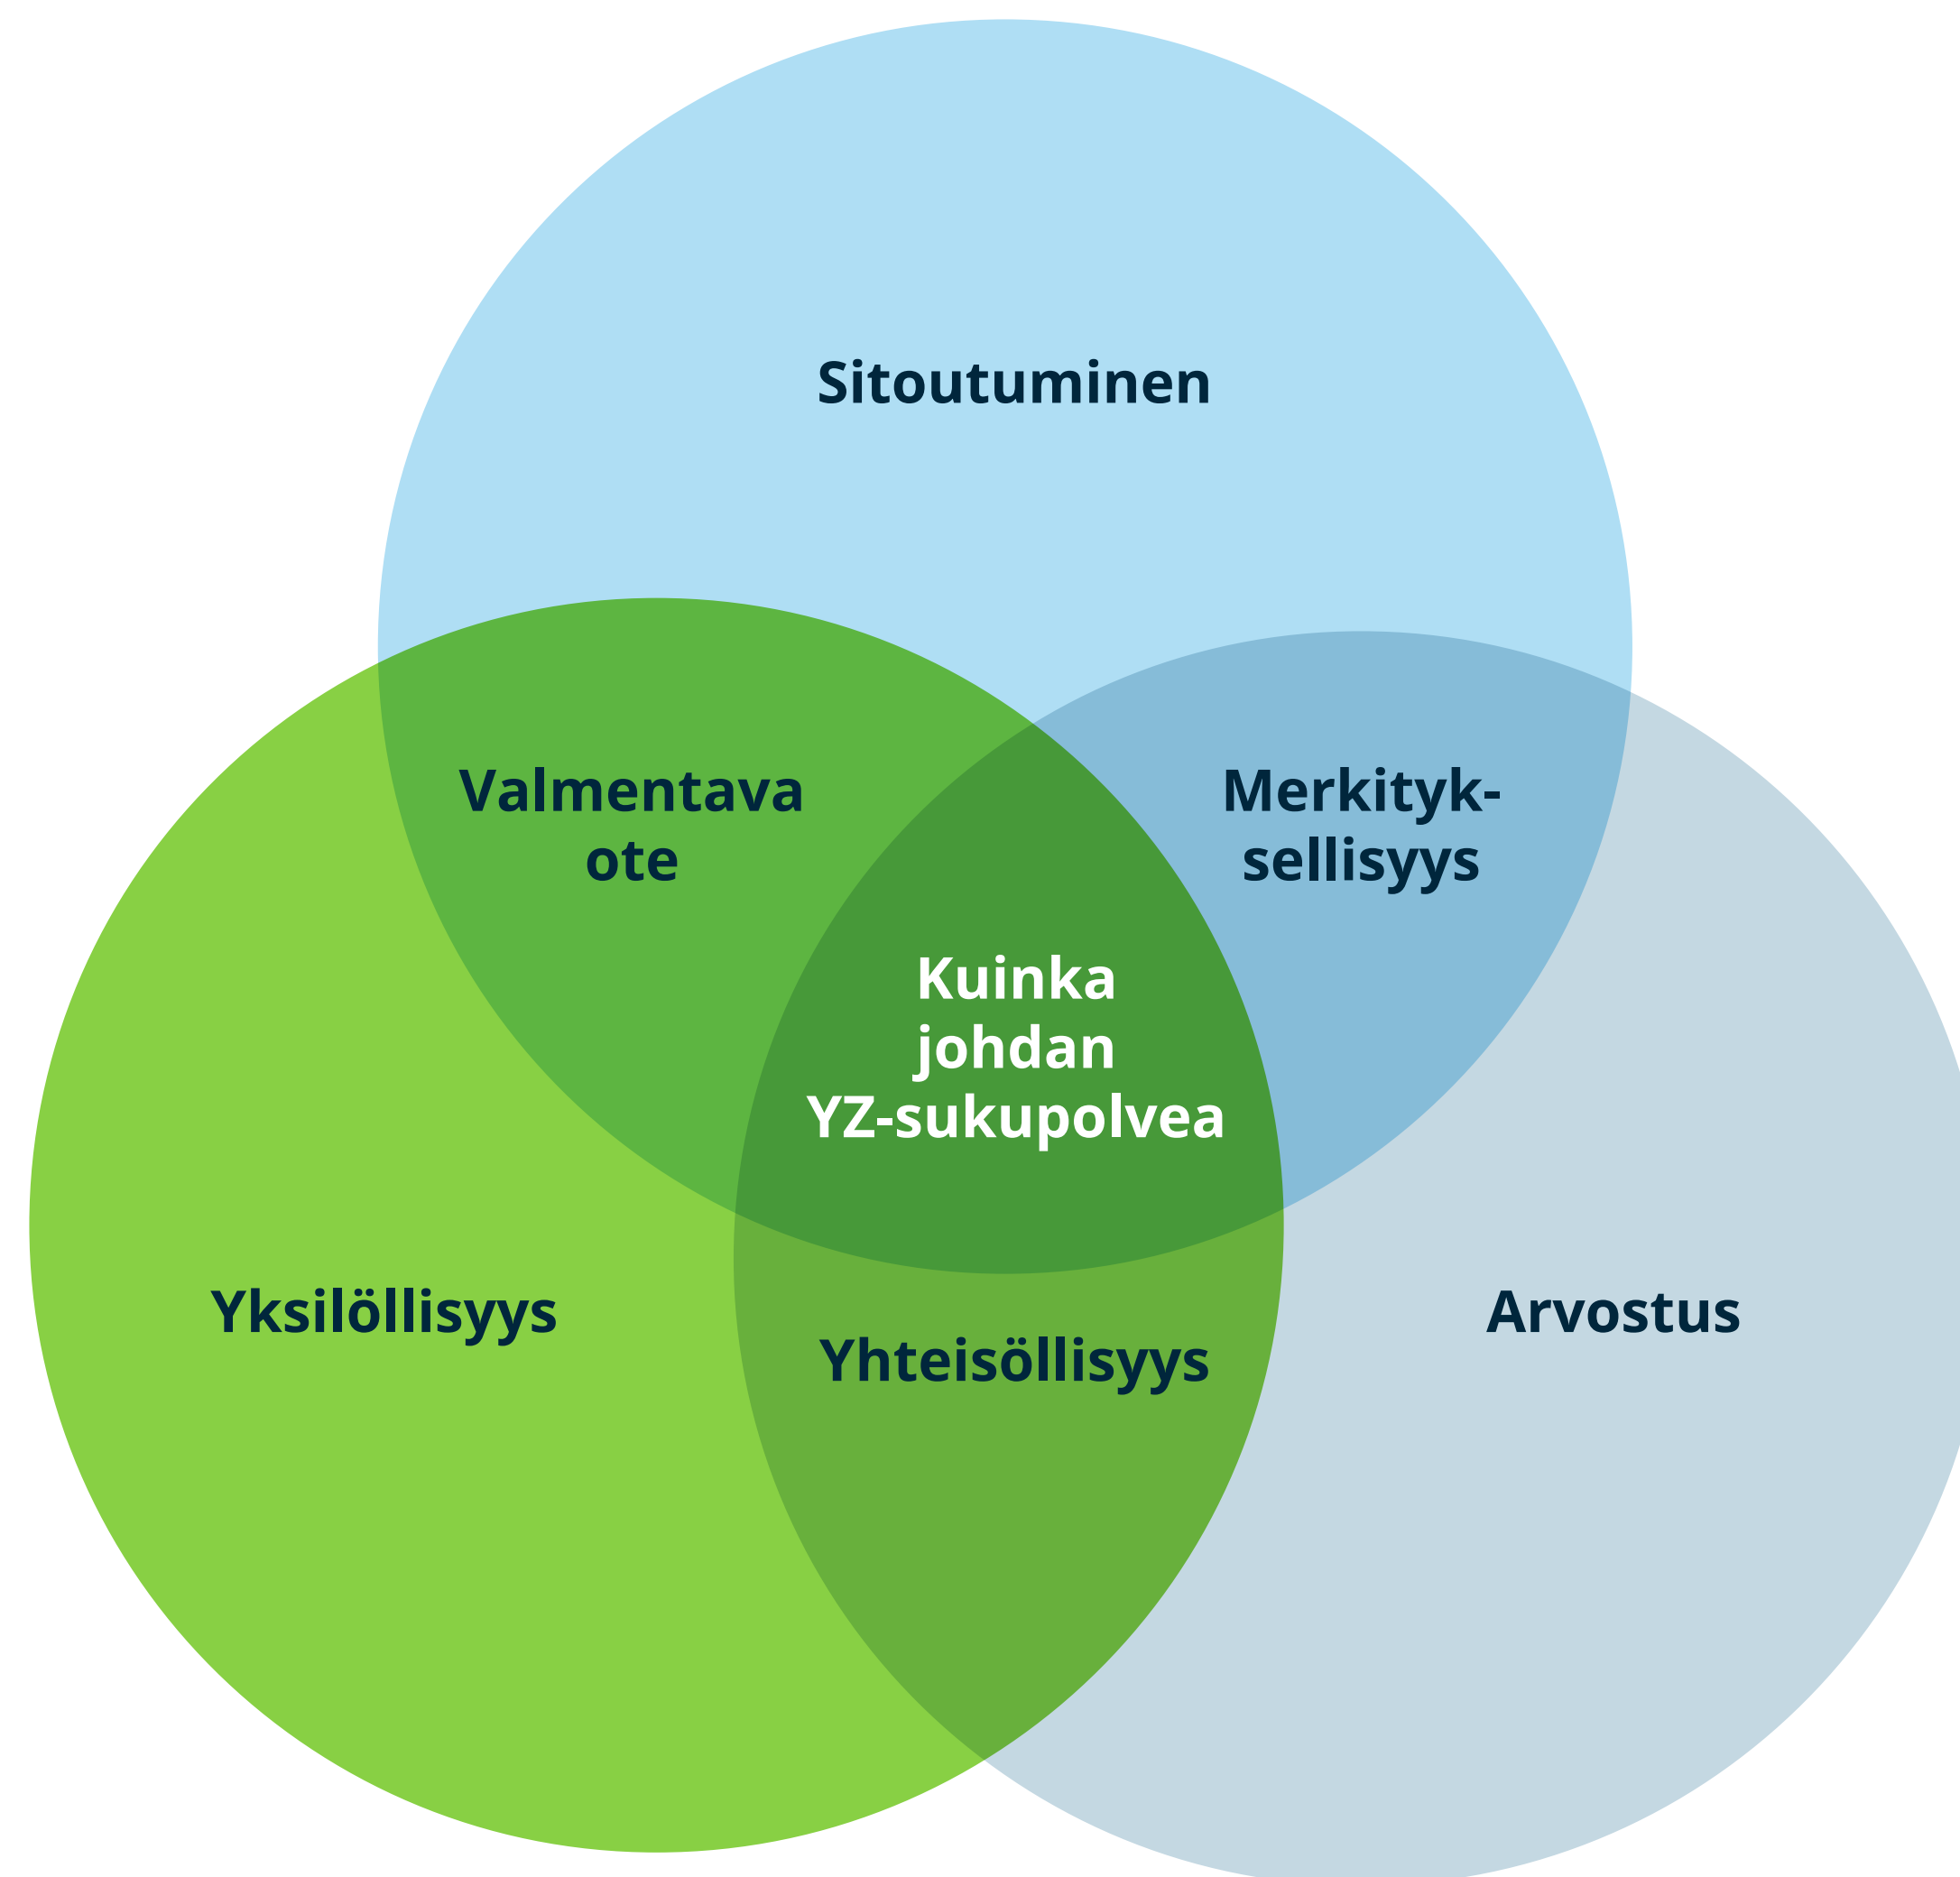 Sitoutuminen
Valmentava
ote
Merkityk-
sellisyys
Kuinka
johdan
YZ-sukupolvea
Yksilöllisyys
Yhteisöllisyys
Arvostus